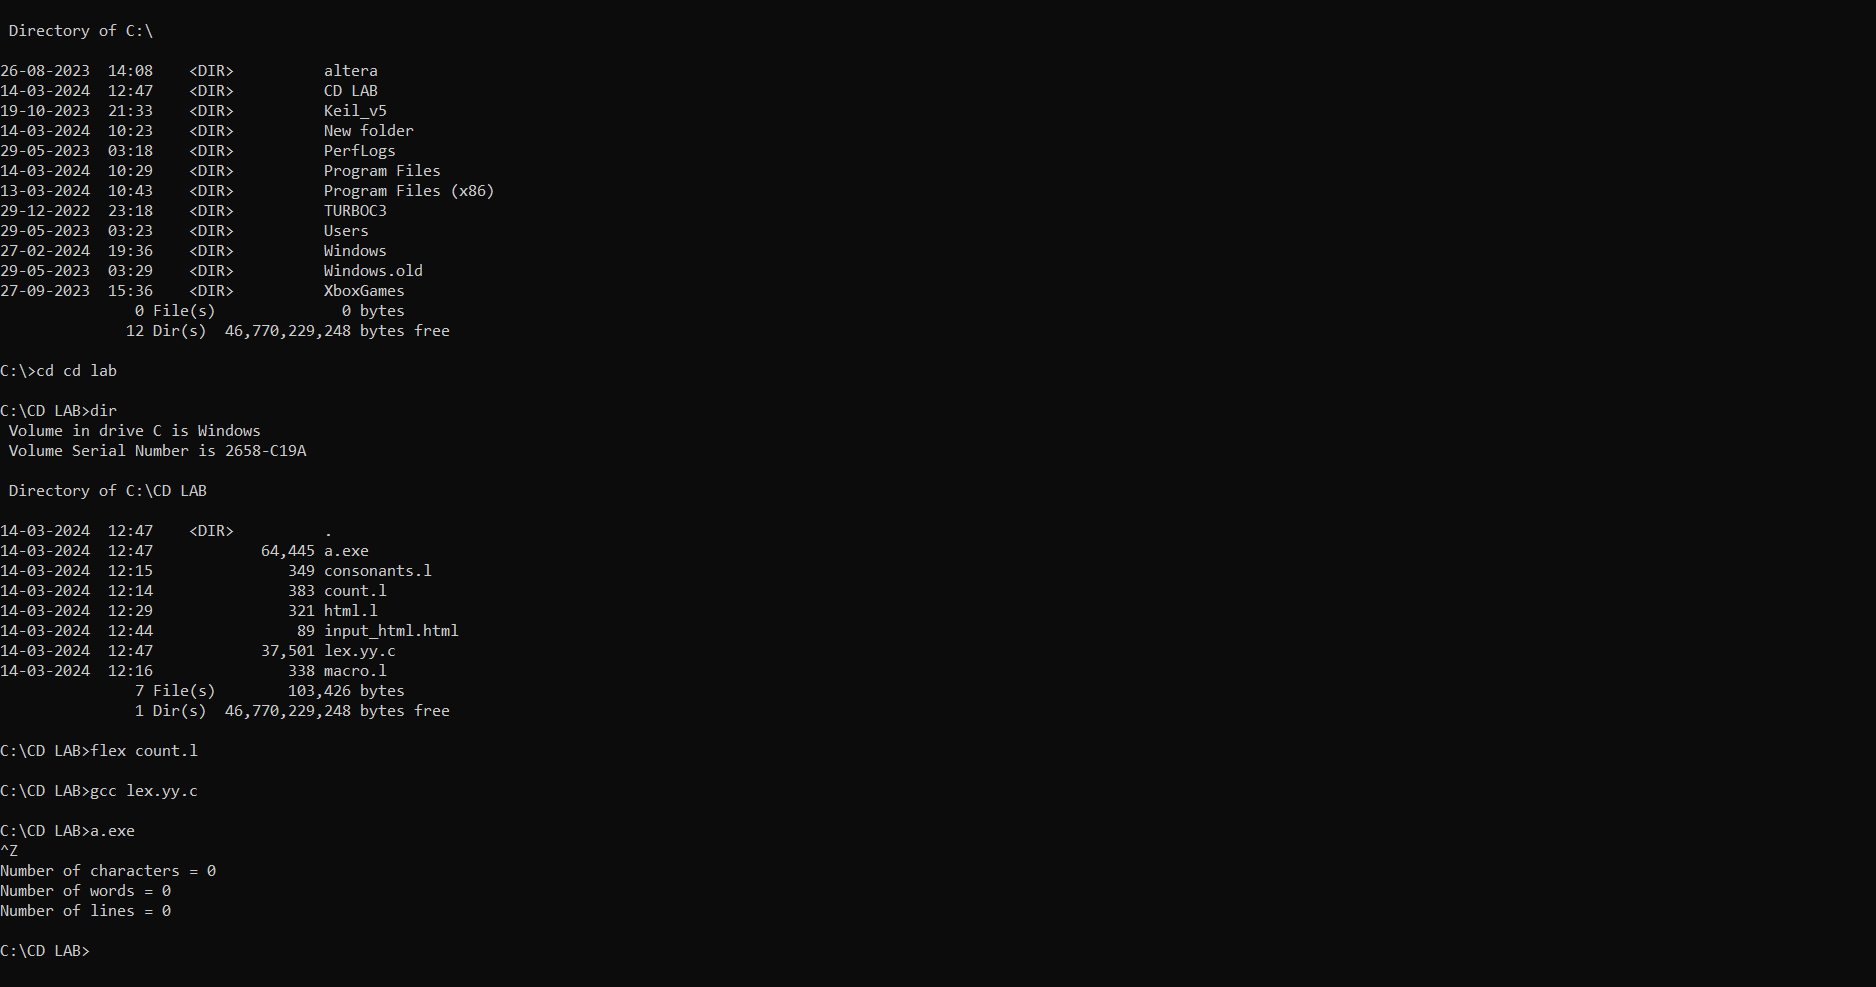 Directory of C:\
26-08-2023  14:08    <DIR>          altera
14-03-2024  12:47    <DIR>          CD LAB
19-10-2023  21:33    <DIR>          Keil_v5
14-03-2024  10:23    <DIR>          New folder
29-05-2023  03:18    <DIR>          PerfLogs
14-03-2024  10:29    <DIR>          Program Files
13-03-2024  10:43    <DIR>          Program Files (x86)
29-12-2022  23:18    <DIR>          TURBOC3
29-05-2023  03:23    <DIR>          Users
27-02-2024  19:36    <DIR>          Windows
29-05-2023  03:29    <DIR>          Windows.old
27-09-2023  15:36    <DIR>          XboxGames
               0 File(s)              0 bytes
              12 Dir(s)  46,770,229,248 bytes free
C:\>cd cd lab
C:\CD LAB>dir
 Volume in drive C is Windows
 Volume Serial Number is 2658-C19A
 Directory of C:\CD LAB
14-03-2024  12:47    <DIR>          .
14-03-2024  12:47            64,445 a.exe
14-03-2024  12:15               349 consonants.l
14-03-2024  12:14               383 count.l
14-03-2024  12:29               321 html.l
14-03-2024  12:44                89 input_html.html
14-03-2024  12:47            37,501 lex.yy.c
14-03-2024  12:16               338 macro.l
               7 File(s)        103,426 bytes
               1 Dir(s)  46,770,229,248 bytes free
C:\CD LAB>flex count.l
C:\CD LAB>gcc lex.yy.c
C:\CD LAB>a.exe
^Z
Number of characters = 0
Number of words = 0
Number of lines = 0
C:\CD LAB>